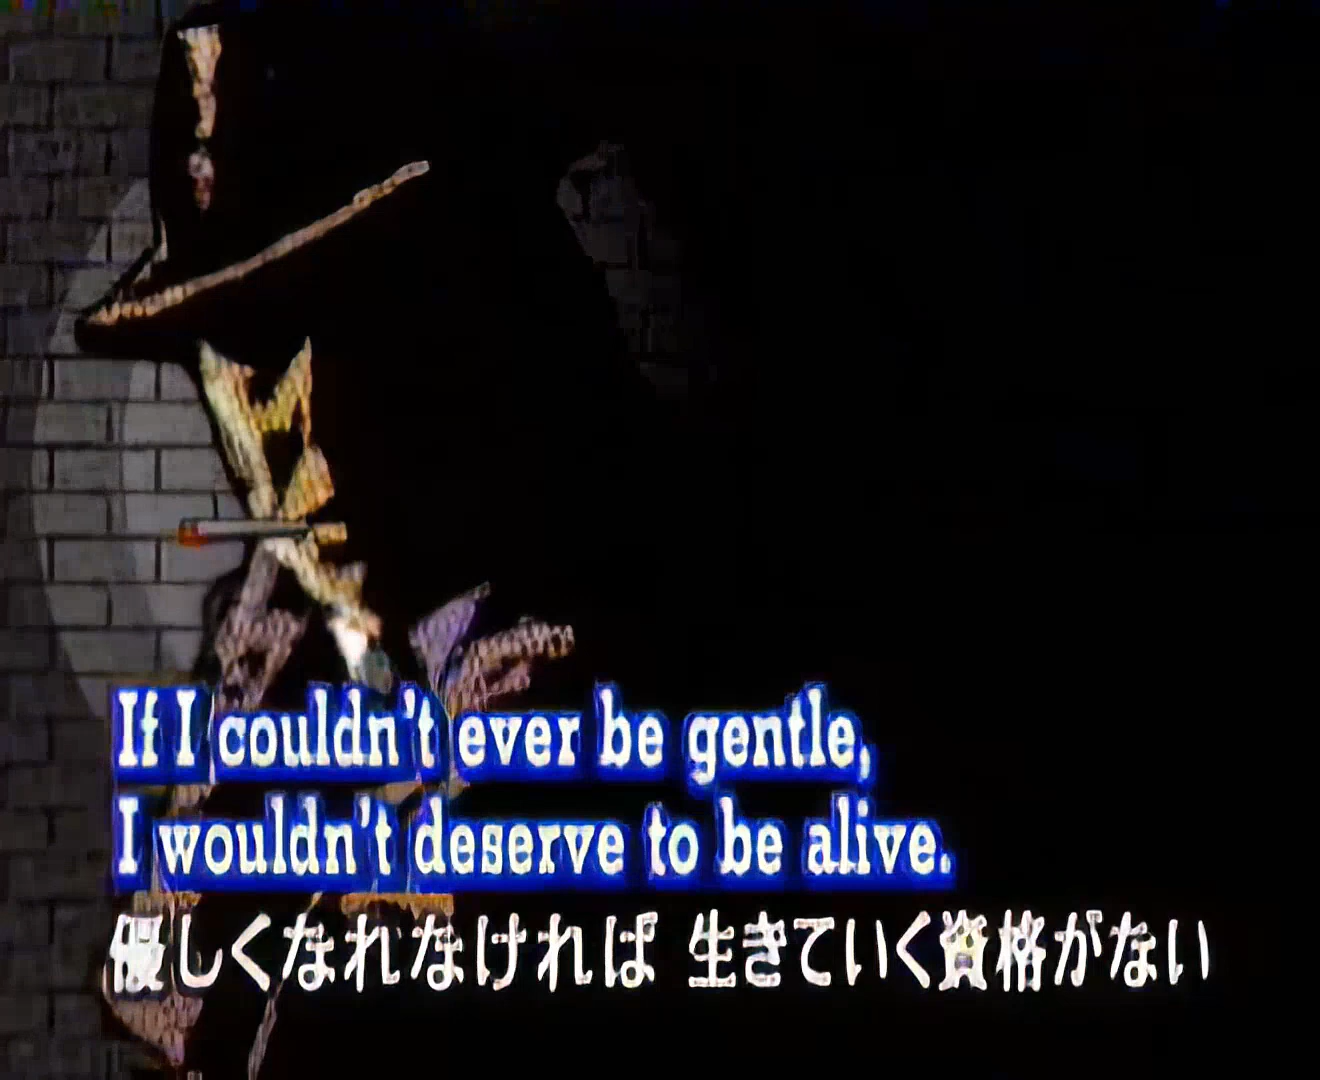 If I couldn't ever be gentle,
I wouldn't deserve to be alive.
優しくなれなければ 生きていく資格がない